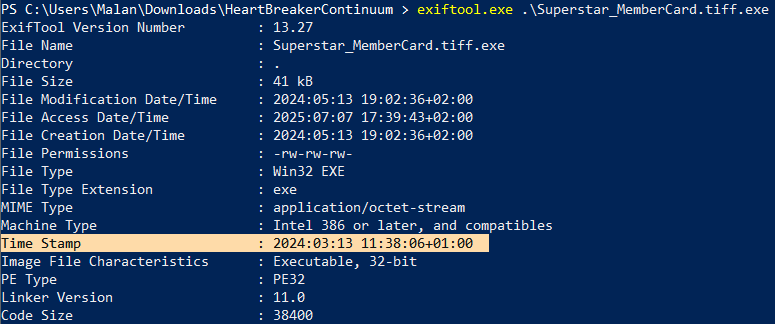 PS C:\Users\Malan\Downloads\HeartBreakerContinuum > exiftool.exe .\Superstar_MemberCard.tiff.exe
ExifTool Version Number : 13.27
File Name : Superstar_MemberCard.tiff.exe
Directory : .
File Size : 41 kB
File Modification Date/Time : 2024:05:13 19:02:36+02:00
File Access Date/Time : 2025:07:07 17:39:43+02:00
File Creation Date/Time : 2024:05:13 19:02:36+02:00
File Permissions : -rw-rw-rw-
File Type : Win32 EXE
File Type Extension : exe
MIME Type : application/octet-stream
Machine Type : Intel 386 or later, and compatibles
Time Stamp : 2024:03:13 11:38:06+01:00
Image File Characteristics : Executable, 32-bit
PE Type : PE32
Linker Version : 11.0
Code Size : 38400